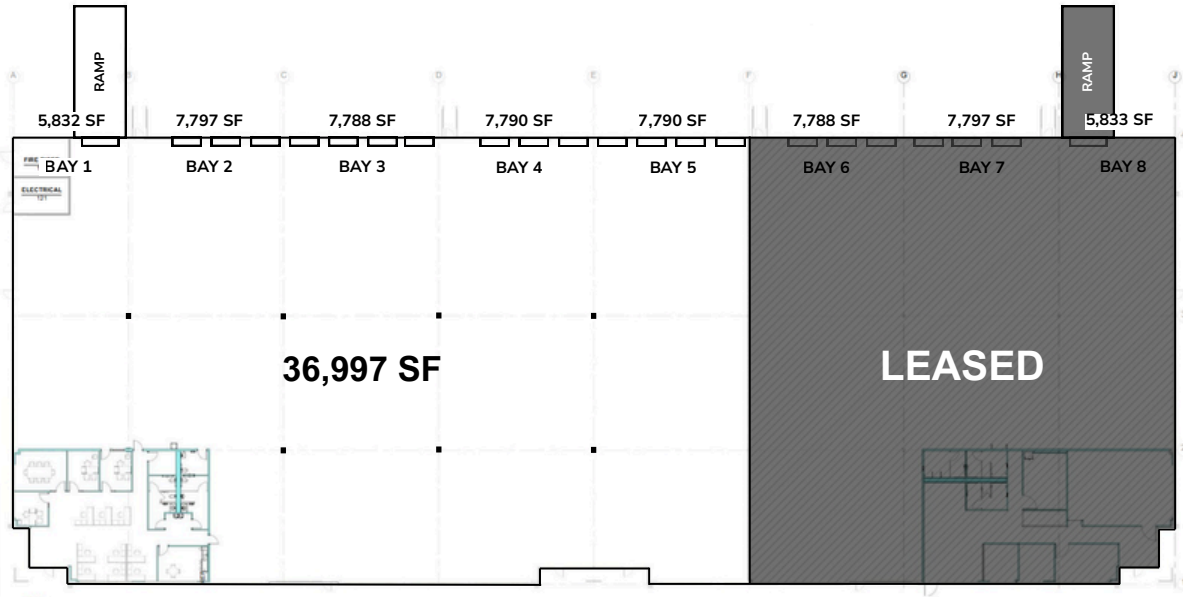 RAMP
RAMP
A
B
C
D
E
F
G
H
J
5,832 SF
7,797 SF
7,788 SF
7,790 SF
7,790 SF
7,788 SF
7,797 SF
5,833 SF
FIRE
BAY 1
BAY 2
BAY 3
BAY 4
BAY 5
BAY 6
BAY 7
BAY 8
ELECTRICAL
121
36,997 SF
LEASED